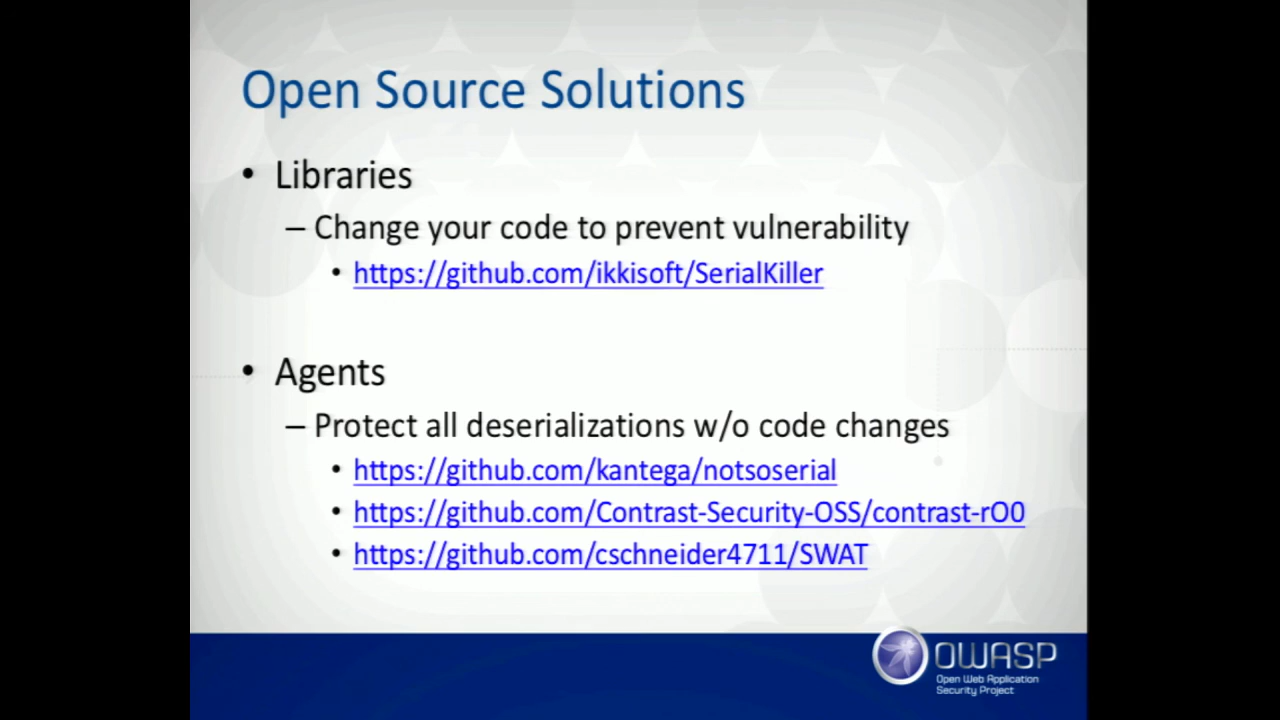 Open Source Solutions
• Libraries
– Change your code to prevent vulnerability
• https://github.com/ikkisoft/SerialKiller
• Agents
– Protect all deserializations w/o code changes
• https://github.com/kantega/notsoserial
• https://github.com/Contrast-Security-OSS/contrast-rO0
• https://github.com/cschneider4711/SWAT
OWASP
Open Web Application
Security Project